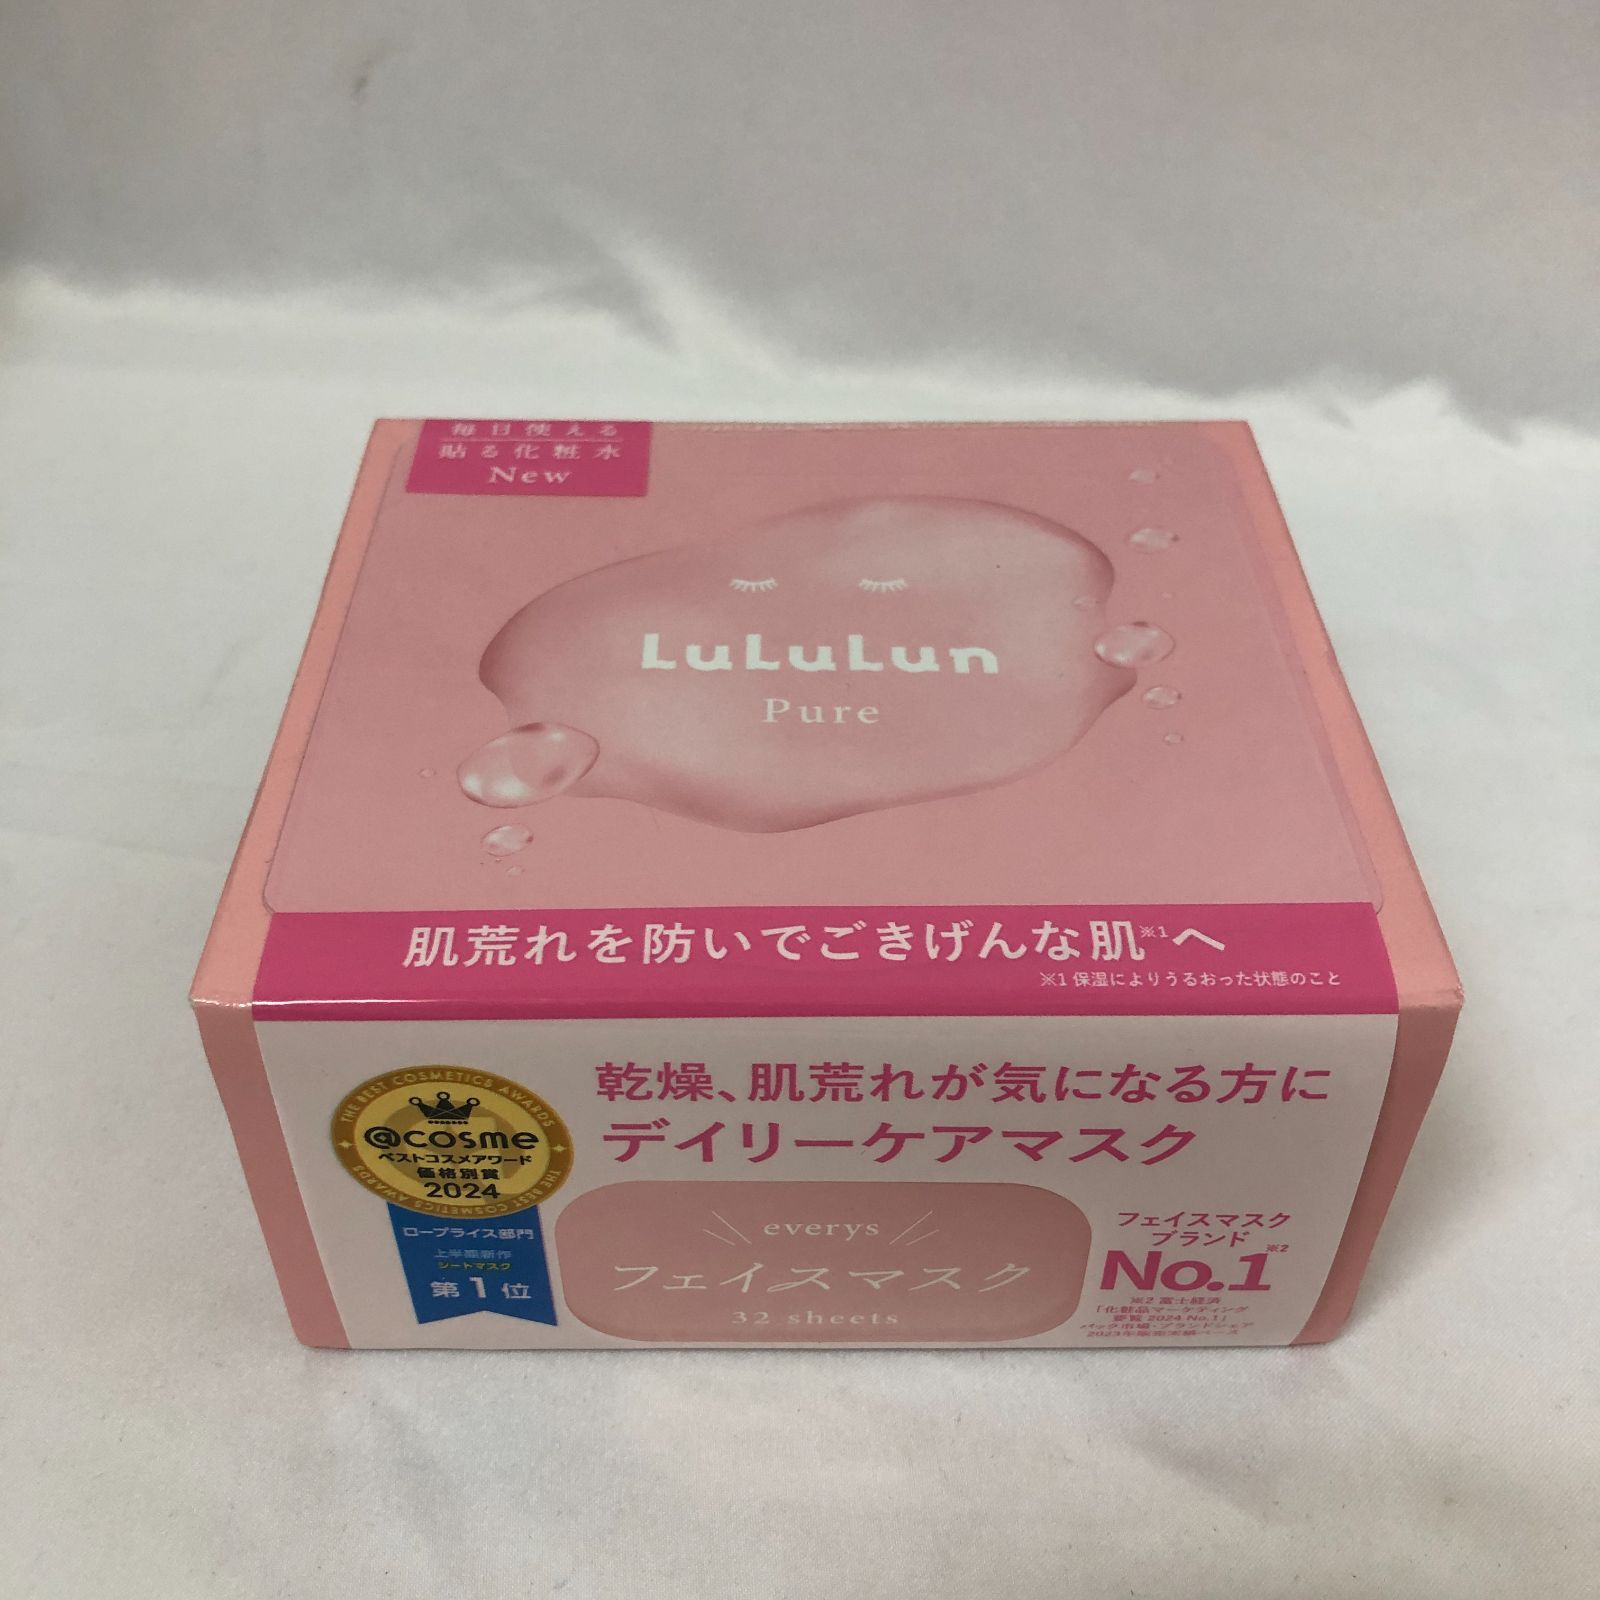 毎日使える
貼る化粧水
New
LuLuLun
Pure
肌荒れを防いでごきげんな肌※1へ
※1 保湿によりうるおった状態のこと
乾燥、肌荒れが気になる方に
デイリーケアマスク
THE BEST COSMETICS AWARDS
@cosme
ベストコスメアワード
価格別賞
2024
THE BEST COSMETICS AWARDS
ロープライス部門
上半期新作
シートマスク
第1位
everys
フェイスマスク
32 sheets
フェイスマスク
ブランド
No.1※2
※2 富士経済
「化粧品マーケティング
要覧 2024 No.1」
パック市場・ブランドシェア
2023年販売実績ベース